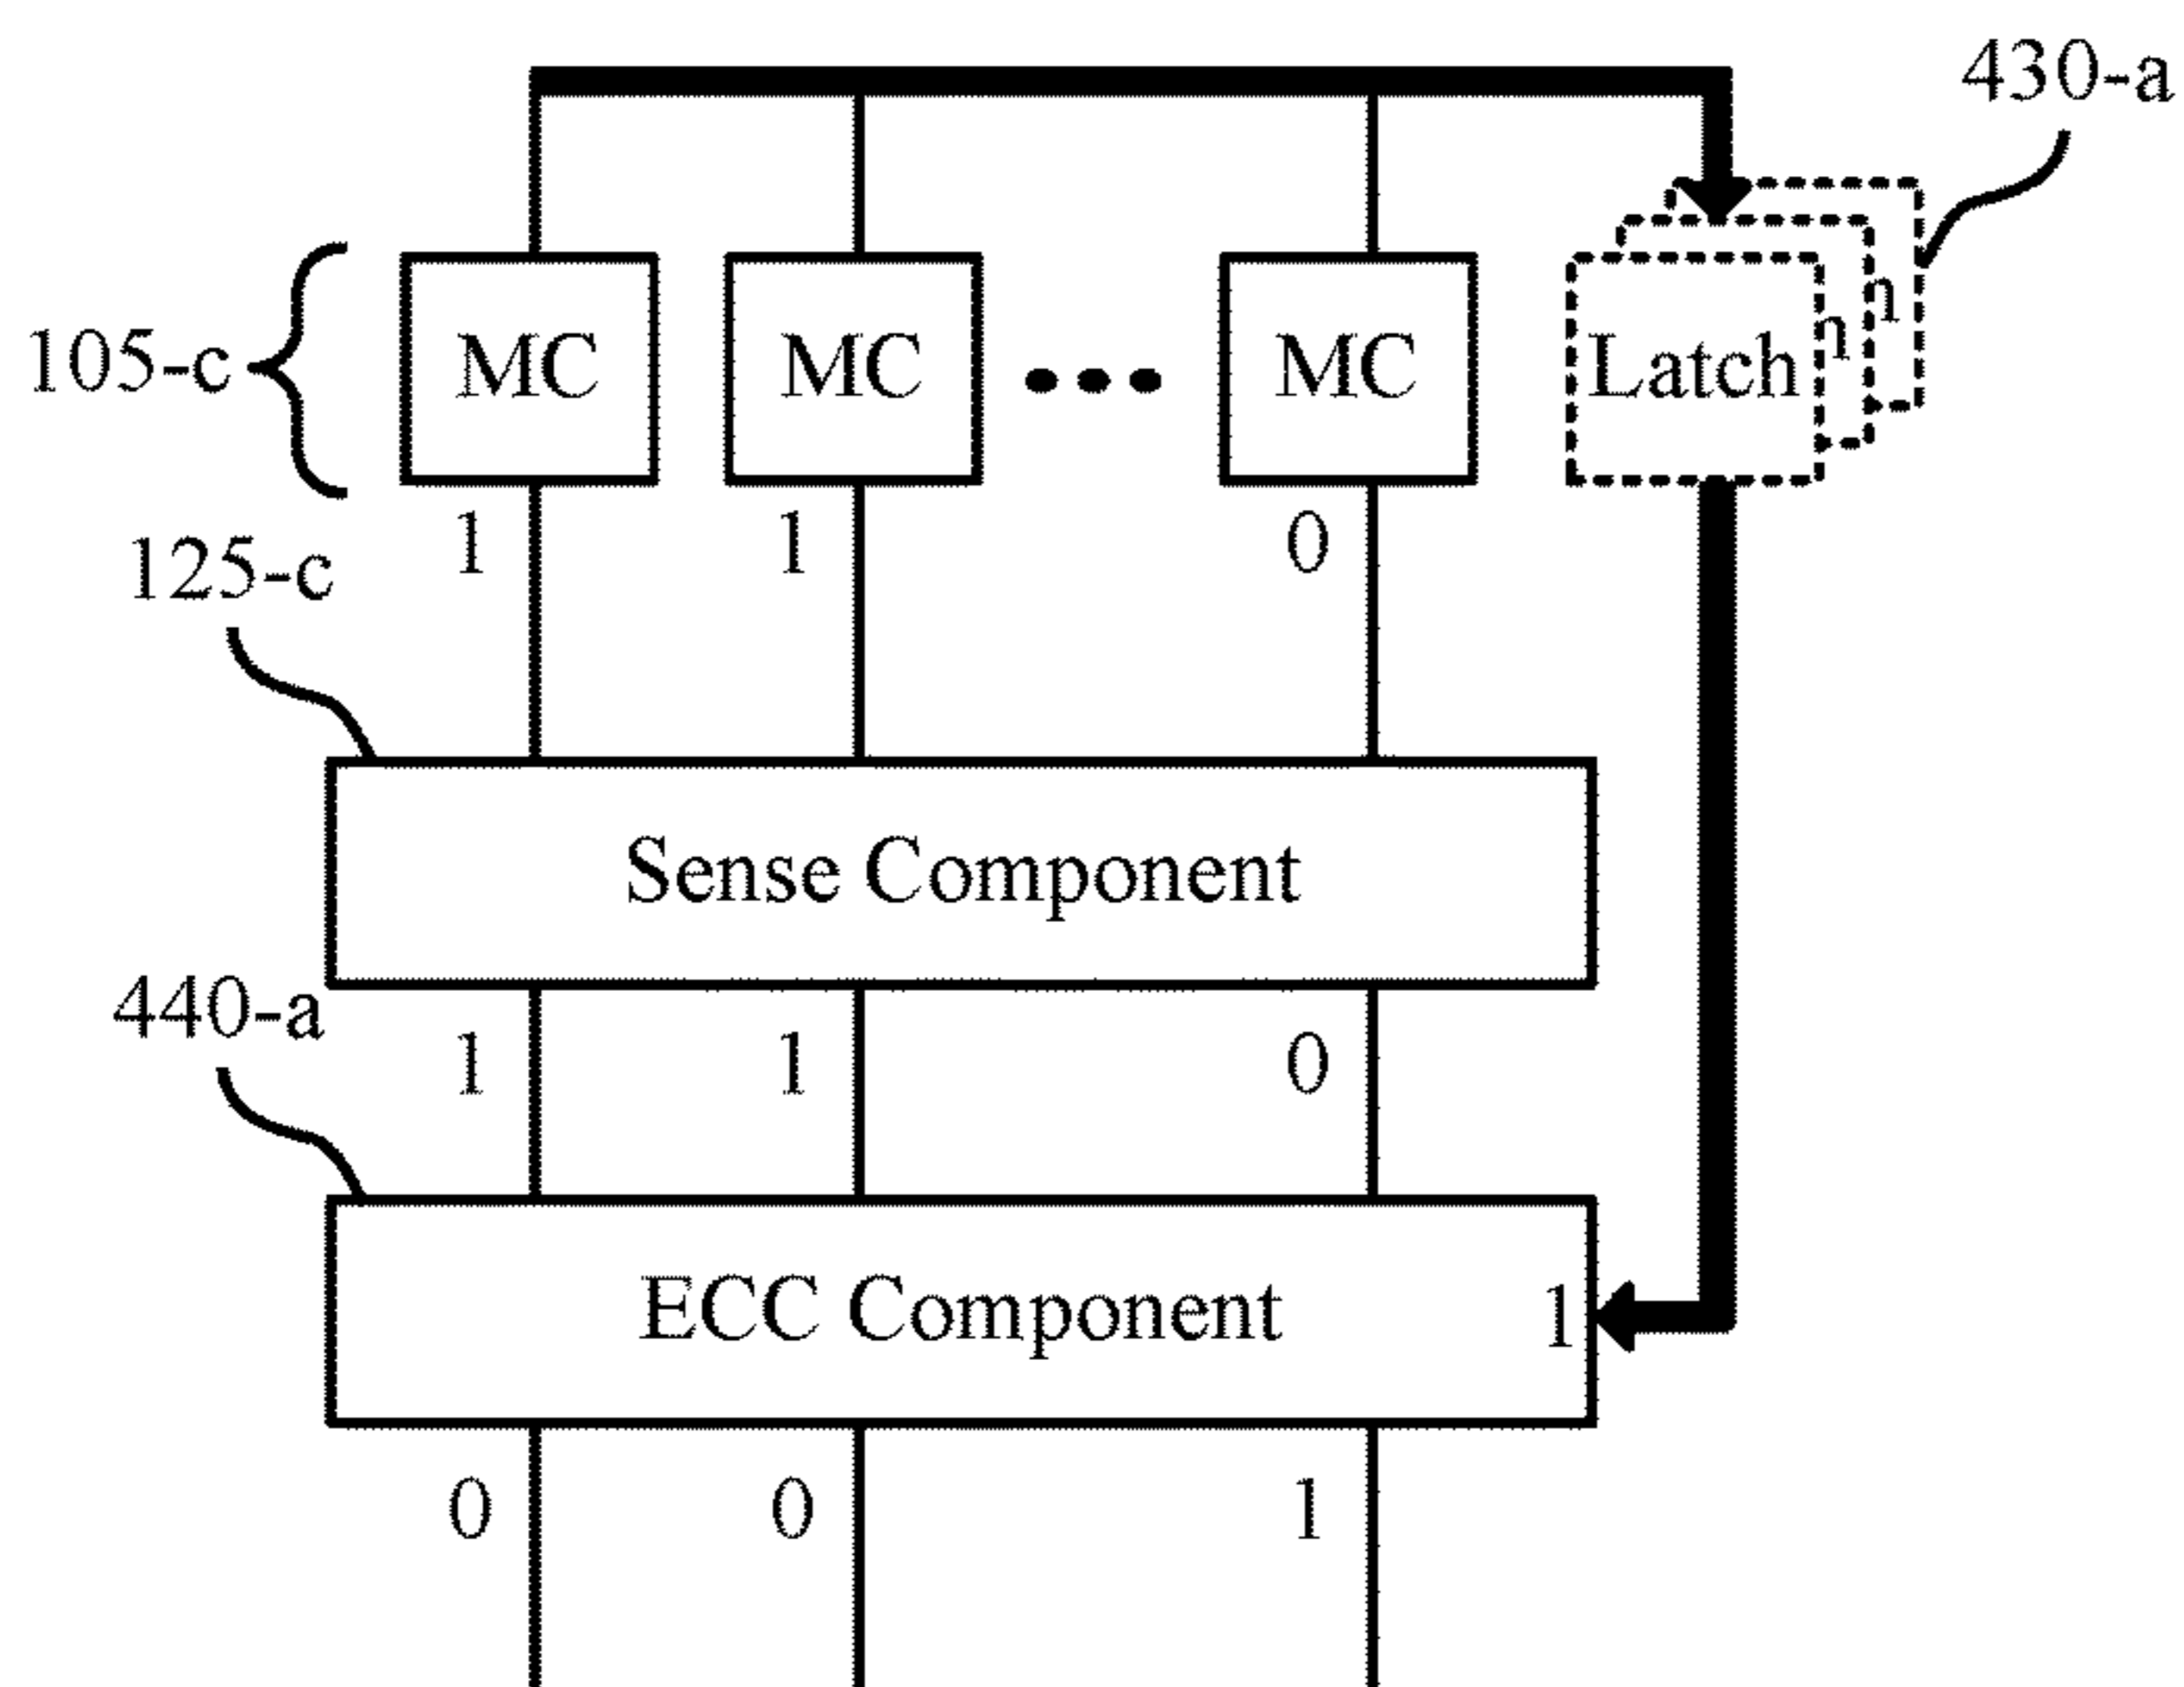 430-a
105-c
MC MC ••• MC Latch h h
1 1 0
125-c
Sense Component
440-a
1 1 0
ECC Component 1
0 0 1